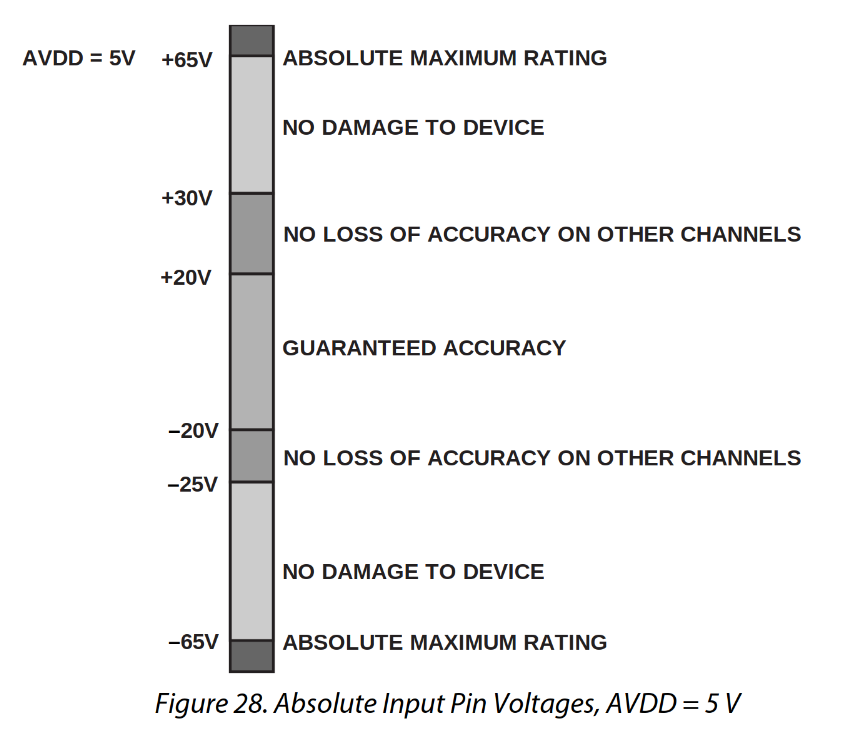 AVDD = 5V +65V ABSOLUTE MAXIMUM RATING
NO DAMAGE TO DEVICE
+30V
NO LOSS OF ACCURACY ON OTHER CHANNELS
+20V
GUARANTEED ACCURACY
–20V
NO LOSS OF ACCURACY ON OTHER CHANNELS
–25V
NO DAMAGE TO DEVICE
–65V ABSOLUTE MAXIMUM RATING
Figure 28. Absolute Input Pin Voltages, AVDD = 5 V